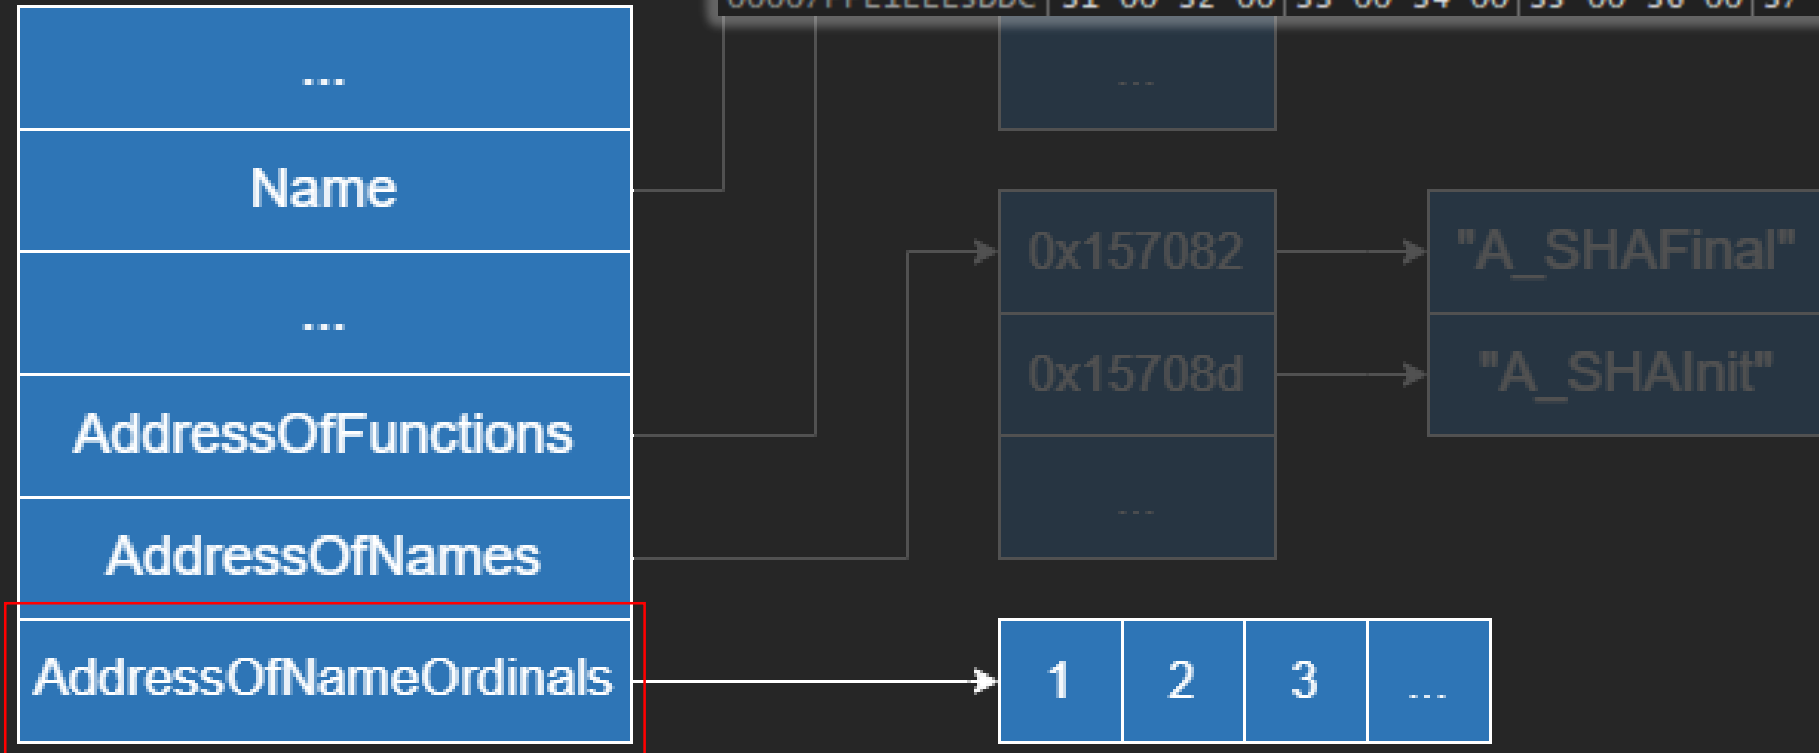 ...
Name
...
AddressOfFunctions
AddressOfNames
AddressOfNameOrdinals
...
0x157082
0x15708d
...
"A_SHAFinal"
"A_SHAInit"
1 2 3 ...